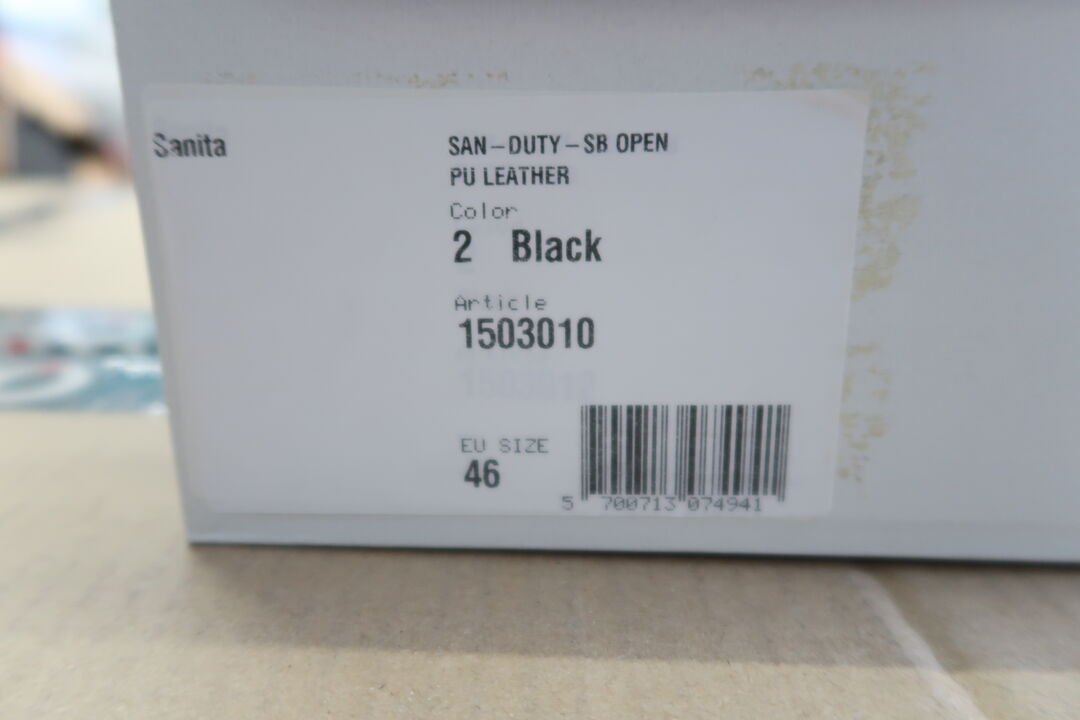 Sanita
SAN-DUTY-SB OPEN
PU LEATHER
Color
2 Black
Article
1503010
EU SIZE
46
5 700713 074941